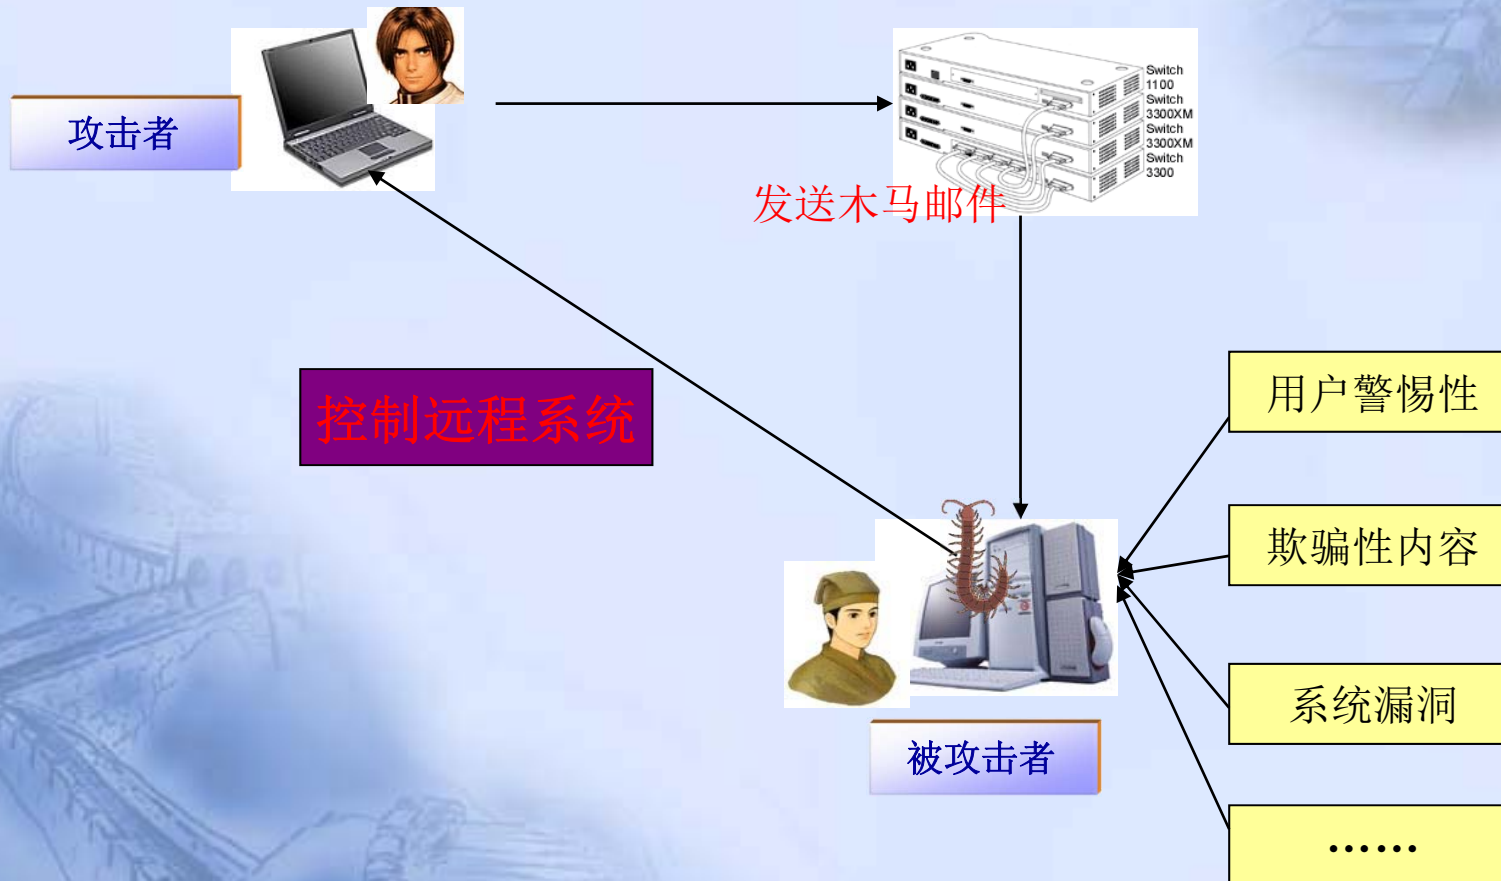 攻击者
Switch
1100
Switch
3300XM
Switch
3300XM
Switch
3300
发送木马邮件
控制远程系统
用户警惕性
欺骗性内容
系统漏洞
被攻击者
……